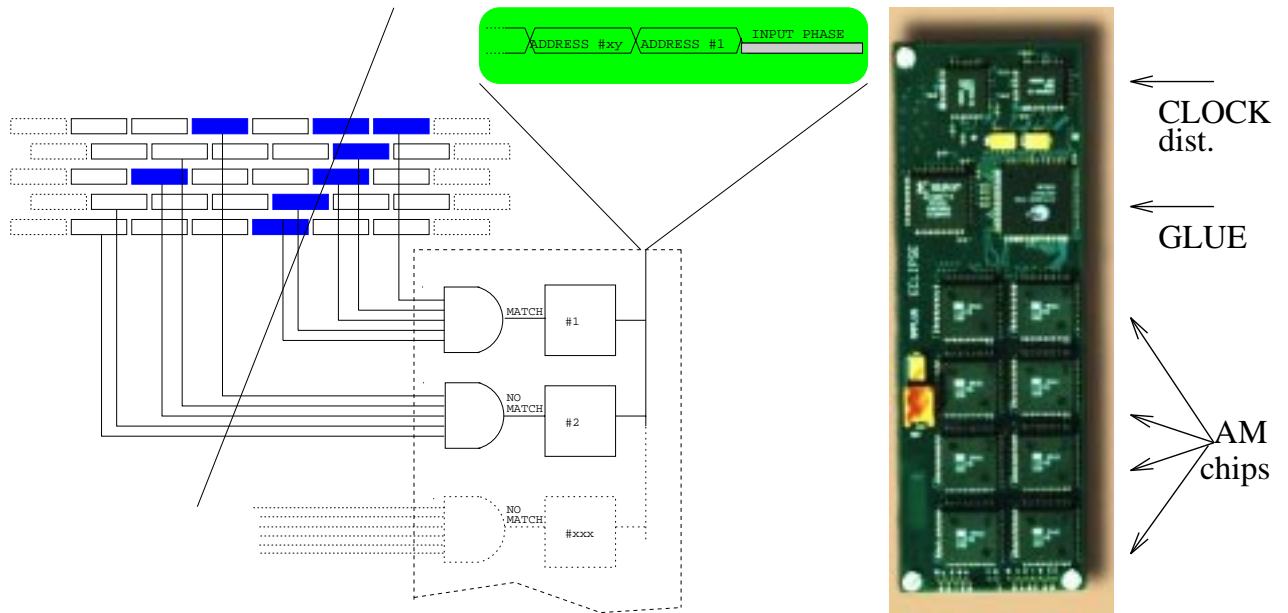 ADDRESS #xy ADDRESS #1 INPUT PHASE
MATCH
#1
NO
MATCH
#2
NO
MATCH
#xxx
CLOCK
dist.
GLUE
ECLIPSE
AM
chips